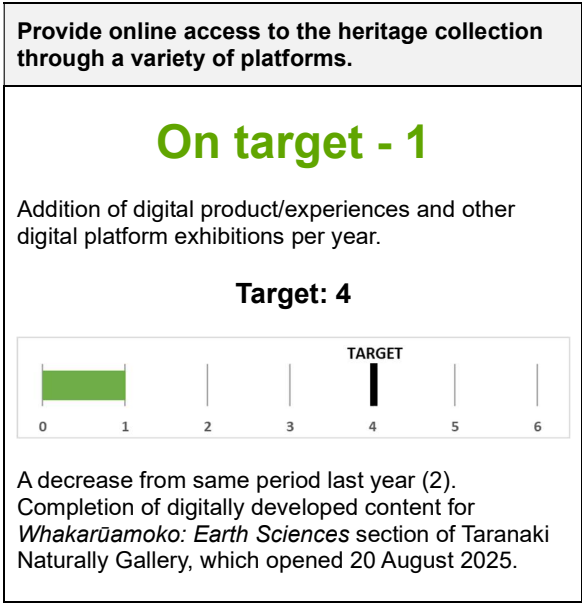 Provide online access to the heritage collection
through a variety of platforms.
On target - 1
Addition of digital product/experiences and other
digital platform exhibitions per year.
Target: 4
TARGET
0 1 2 3 4 5 6
A decrease from same period last year (2).
Completion of digitally developed content for
Whakarūamoko: Earth Sciences section of Taranaki
Naturally Gallery, which opened 20 August 2025.